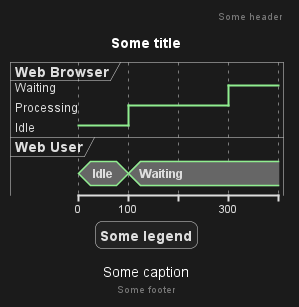 Some header
Some title
Web Browser
Waiting
Processing
Idle
Web User
Idle Waiting
0 100 300
Some legend
Some caption
Some footer